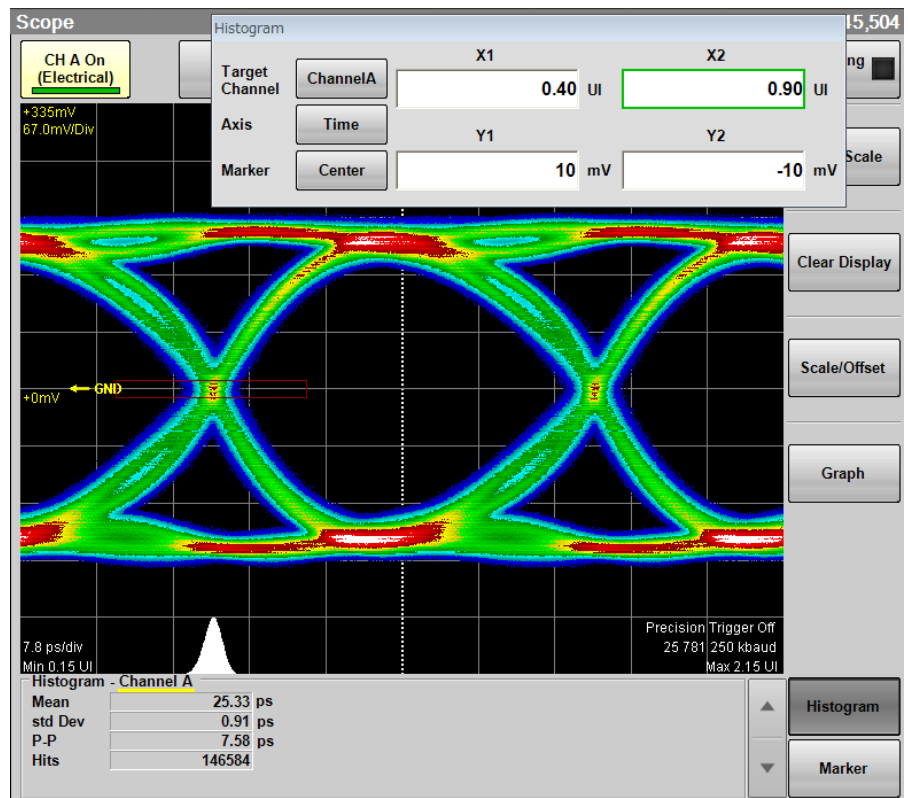 Scope
Histogram
15,504
CH A On
(Electrical)
Target
Channel
ChannelA
X1
0.40 UI
X2
0.90 UI
ng
Axis
Time
Marker
Center
Y1
10 mV
Y2
-10 mV
Scale
+335mV
67.0mV/Div
Clear Display
Scale/Offset
GND
+0mV
Graph
7.8 ps/div
Min 0.15 UI
Precision Trigger Off
25 781 250 kbaud
Max 2.15 UI
Histogram - Channel A
Mean 25.33 ps
std Dev 0.91 ps
P-P 7.58 ps
Hits 146584
Histogram
Marker